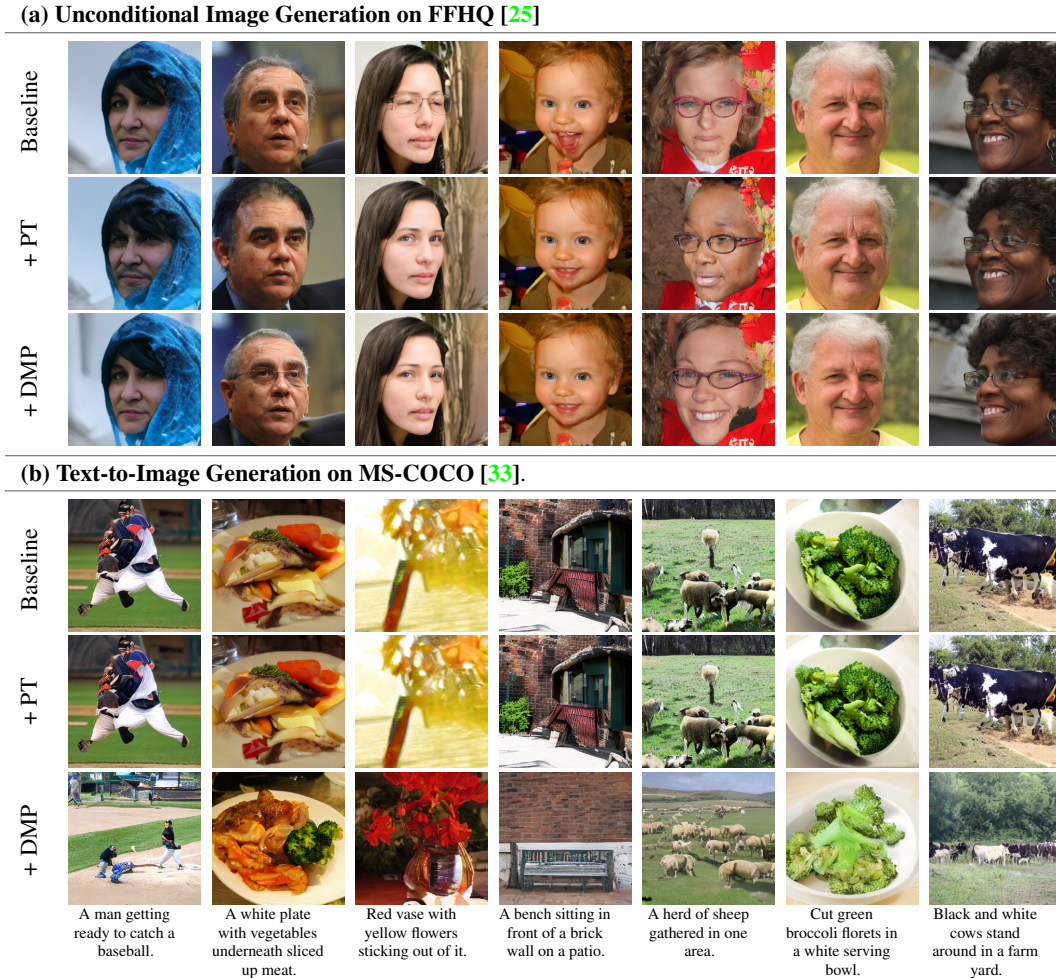 (a) Unconditional Image Generation on FFHQ [25]
Baseline
+ PT
+ DMP
(b) Text-to-Image Generation on MS-COCO [33].
Baseline
+ PT
+ DMP
A man getting
ready to catch a
baseball.
A white plate
with vegetables
underneath sliced
up meat.
Red vase with
yellow flowers
sticking out of it.
A bench sitting in
front of a brick
wall on a patio.
A herd of sheep
gathered in one
area.
Cut green
broccoli florets in
a white serving
bowl.
Black and white
cows stand
around in a farm
yard.